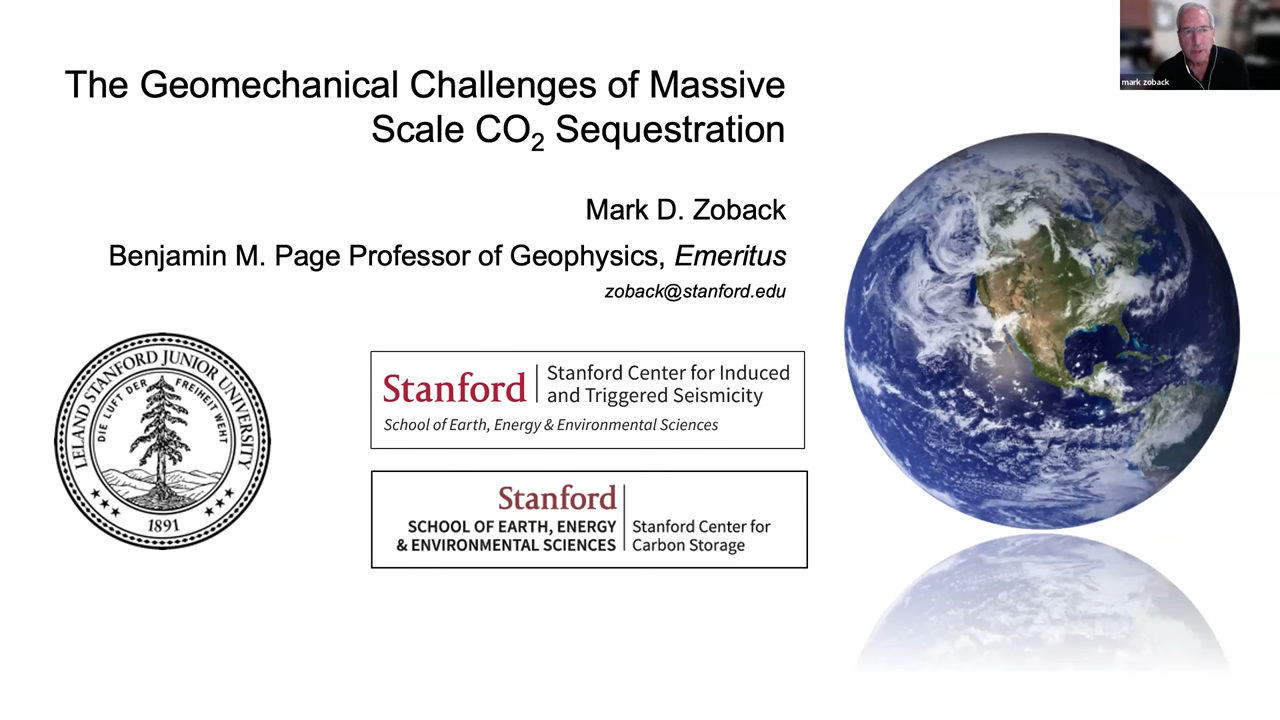 The Geomechanical Challenges of Massive
Scale CO₂ Sequestration
mark zoback
Mark D. Zoback
Benjamin M. Page Professor of Geophysics, Emeritus
zoback@stanford.edu
LELAND STANFORD JUNIOR UNIVERSITY
DIE LUFT DER FREIHEIT WEHT
1891
Stanford
Stanford Center for Induced
and Triggered Seismicity
School of Earth, Energy & Environmental Sciences
Stanford
SCHOOL OF EARTH, ENERGY
& ENVIRONMENTAL SCIENCES
Stanford Center for
Carbon Storage